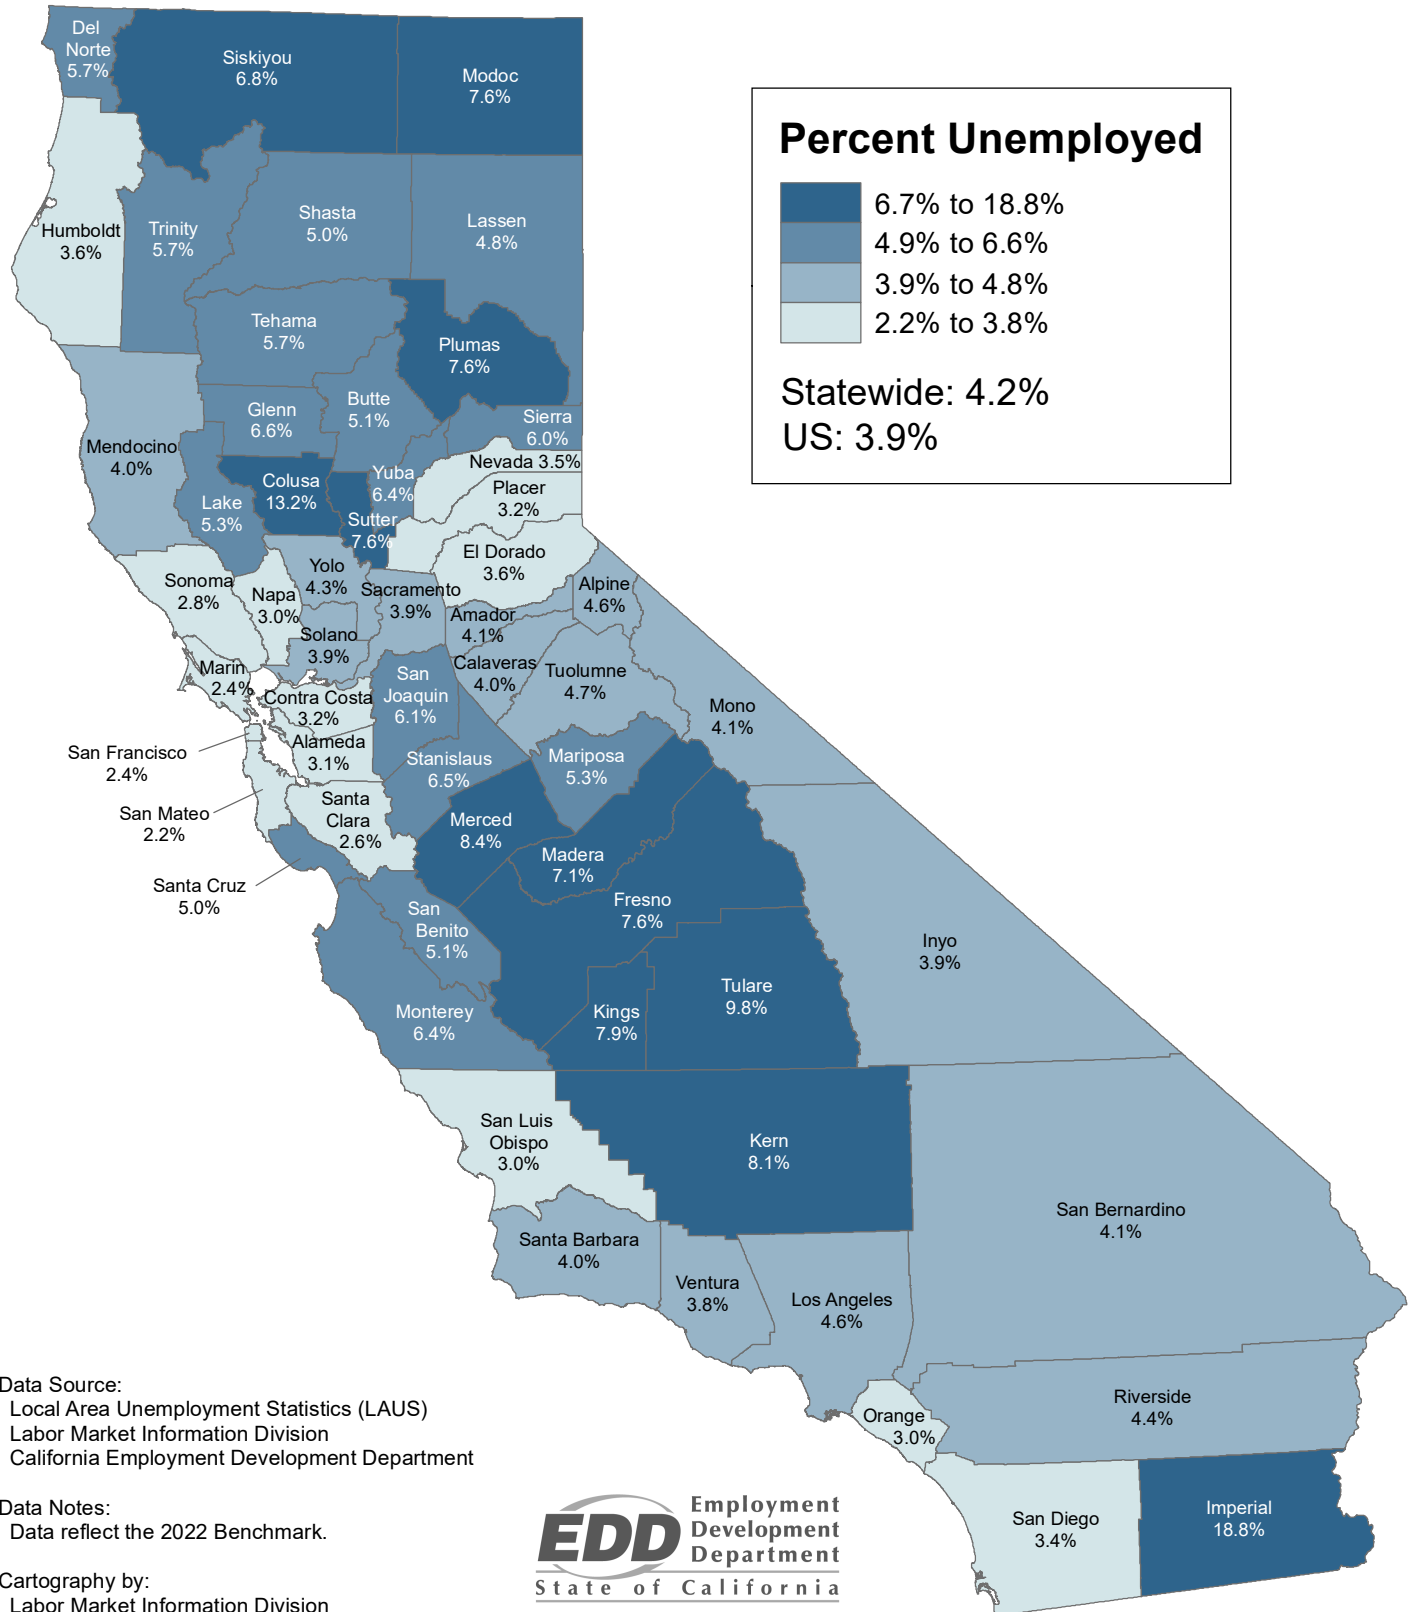 Del
Norte
5.7%
Siskiyou
6.8%
Modoc
7.6%
Percent Unemployed
6.7% to 18.8%
4.9% to 6.6%
3.9% to 4.8%
2.2% to 3.8%
Statewide: 4.2%
US: 3.9%
Humboldt
3.6%
Trinity
5.7%
Shasta
5.0%
Lassen
4.8%
Tehama
5.7%
Plumas
7.6%
Glenn
6.6%
Butte
5.1%
Sierra
6.0%
Mendocino
4.0%
Nevada 3.5%
Lake
5.3%
Colusa
13.2%
Yuba
6.4%
Sutter
7.6%
Placer
3.2%
El Dorado
3.6%
Sonoma
2.8%
Napa
3.0%
Yolo
4.3%
Sacramento
3.9%
Amador
4.1%
Alpine
4.6%
Solano
3.9%
Marin
2.4%
Contra Costa
3.2%
San
Joaquin
6.1%
Calaveras
4.0%
Tuolumne
4.7%
Mono
4.1%
San Francisco
2.4%
Alameda
3.1%
Stanislaus
6.5%
Mariposa
5.3%
San Mateo
2.2%
Santa
Clara
2.6%
Merced
8.4%
Madera
7.1%
Santa Cruz
5.0%
San
Benito
5.1%
Fresno
7.6%
Inyo
3.9%
Monterey
6.4%
Kings
7.9%
Tulare
9.8%
San Luis
Obispo
3.0%
Kern
8.1%
San Bernardino
4.1%
Santa Barbara
4.0%
Ventura
3.8%
Los Angeles
4.6%
Orange
3.0%
Riverside
4.4%
San Diego
3.4%
Imperial
18.8%
Data Source:
Local Area Unemployment Statistics (LAUS)
Labor Market Information Division
California Employment Development Department
Data Notes:
Data reflect the 2022 Benchmark.
Cartography by:
Labor Market Information Division
EDD
Employment
Development
Department
State of California